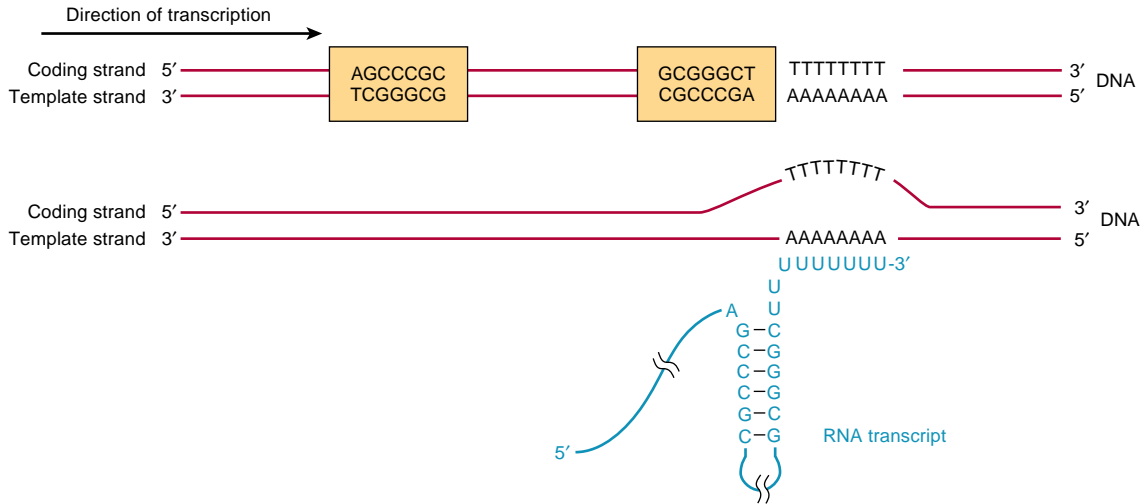 Direction of transcription
Coding strand 5′ AGCCCGC GCGGGCT TTTTTTTT 3′
Template strand 3′ TCGGGCG CGCCCGA AAAAAAAA 5′
DNA
TTTTTTTT
Coding strand 5′ 3′
Template strand 3′ AAAAAAAA 5′
DNA
U UUUUUUU-3′
U
A U
G–C
C–G
C–G
C–G
G–C
C–G
RNA transcript
5′